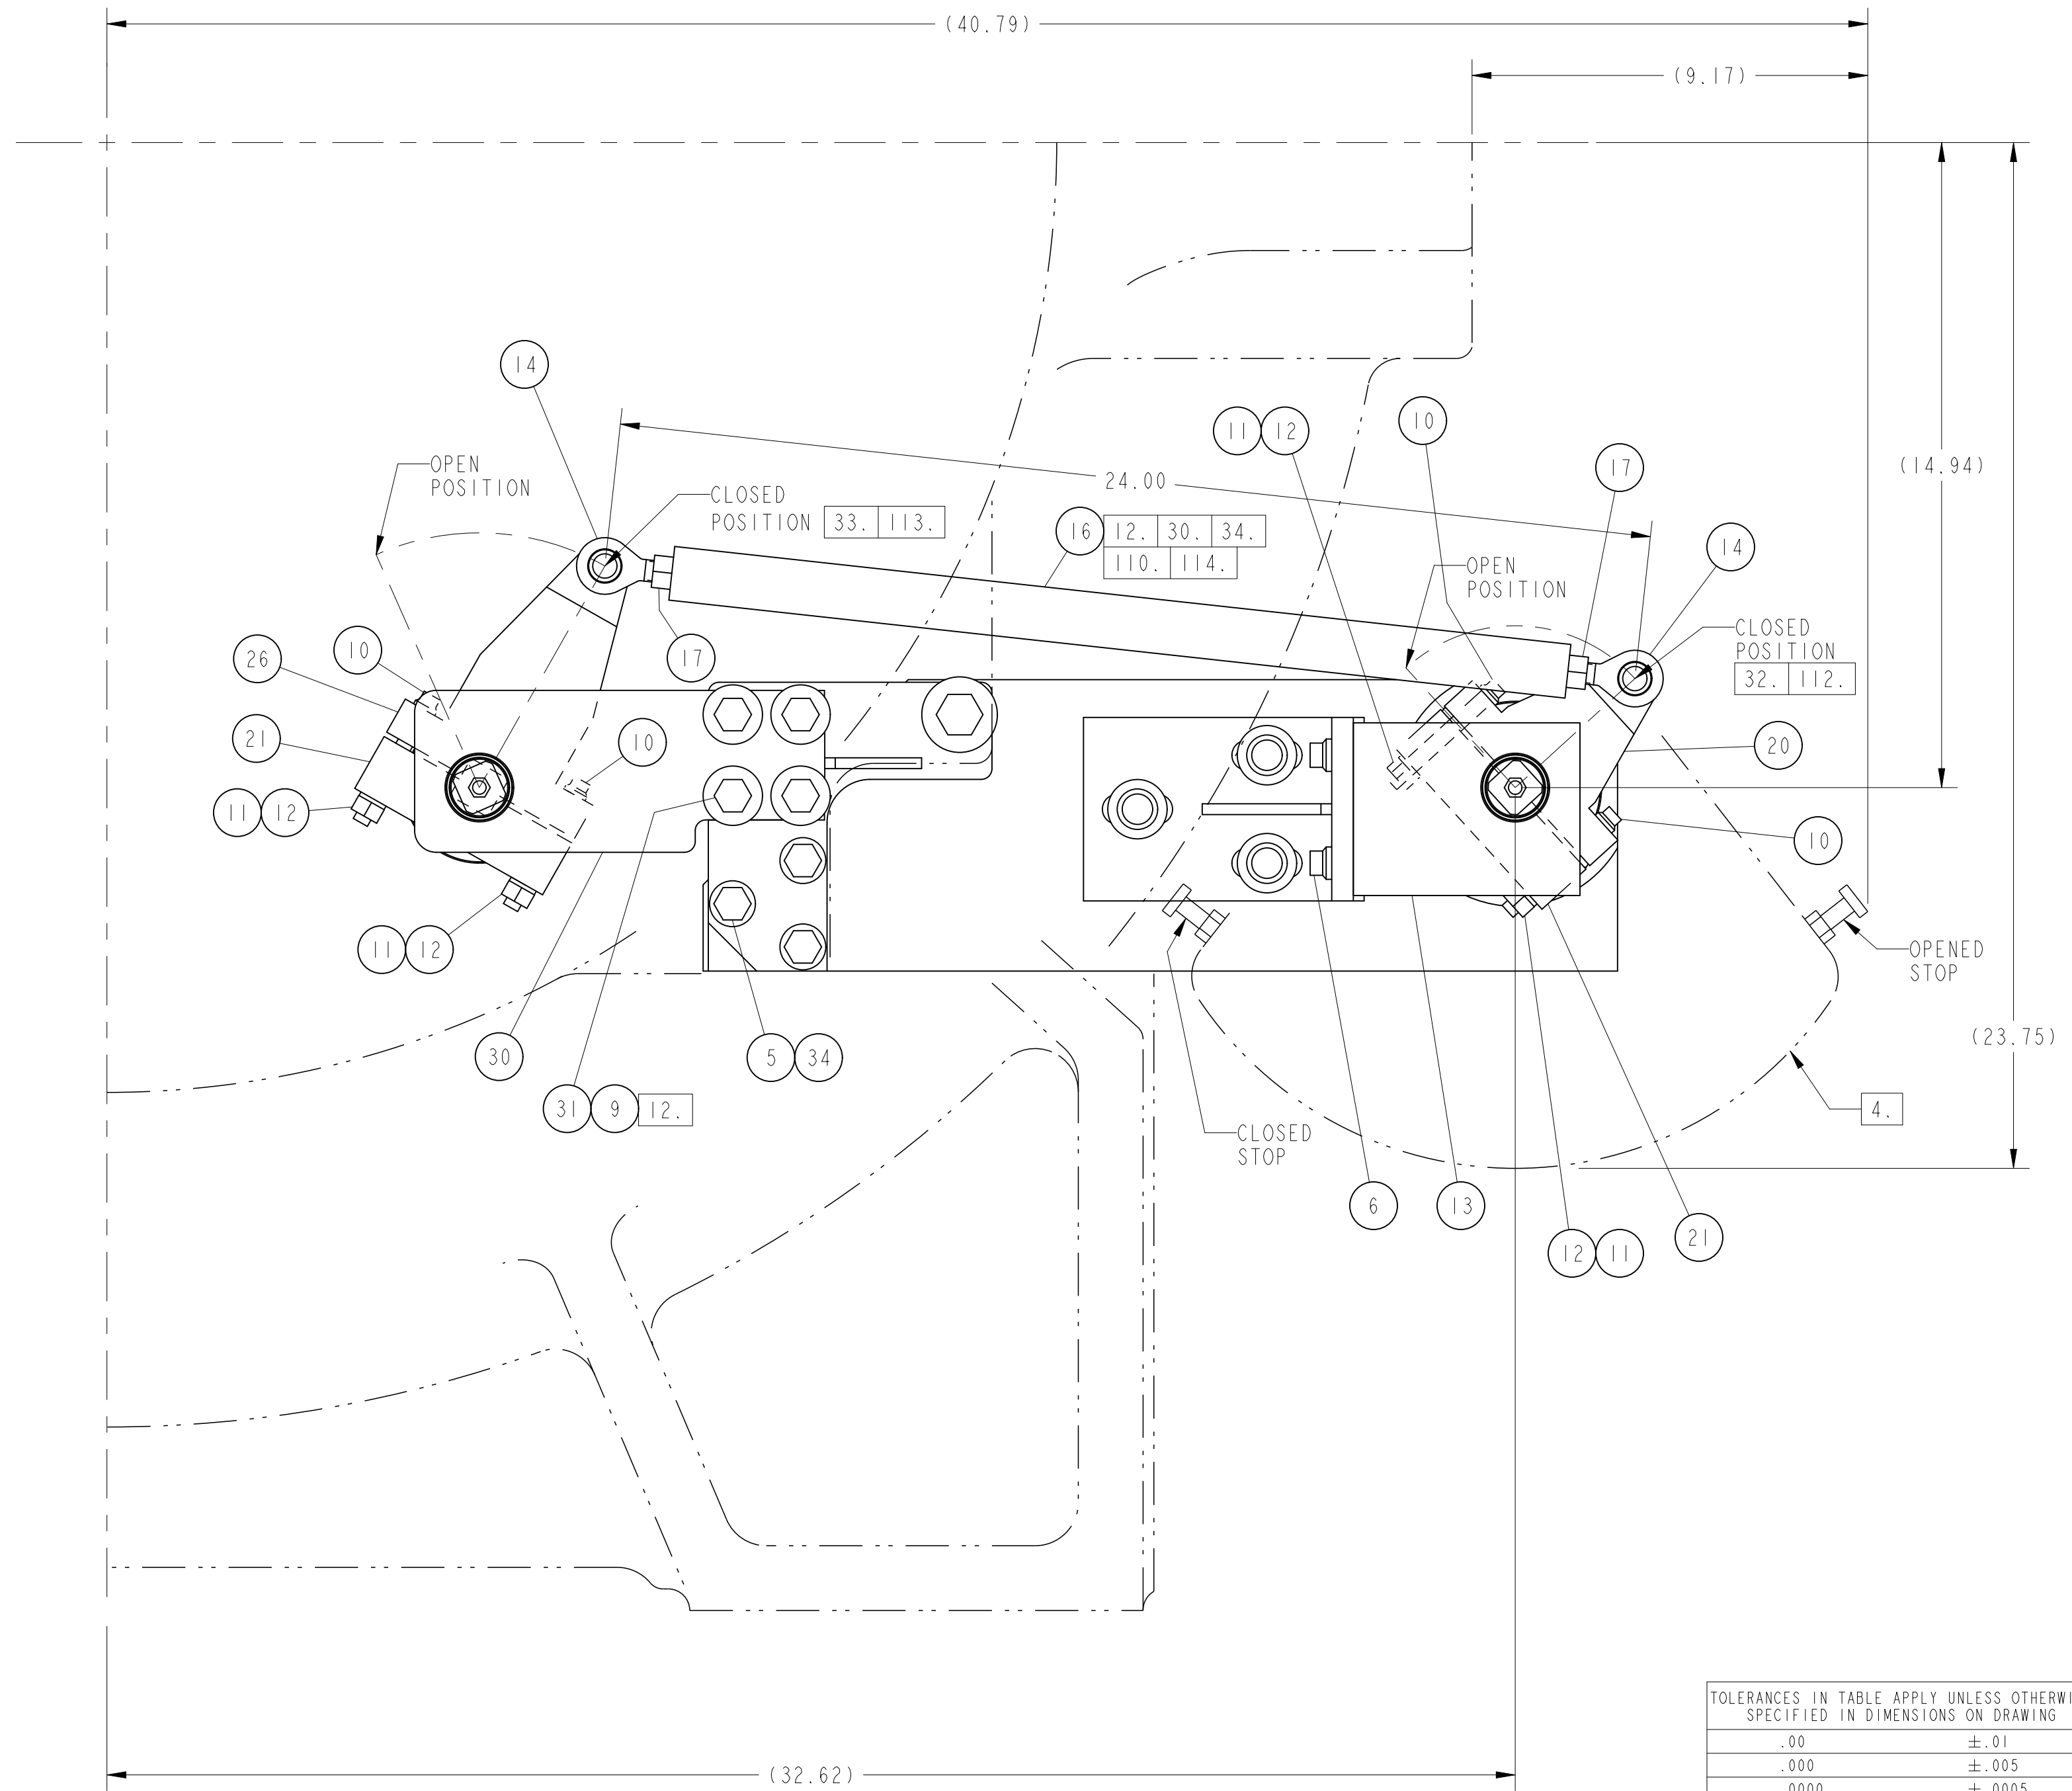 (40.79)
(9.17)
14
11 12
10
17
(14.94)
OPEN
POSITION
24.00
CLOSED
POSITION 33. 113.
16 12. 30. 34.
110. 114.
14
OPEN
POSITION
CLOSED
POSITION
32. 112.
10
26
17
21
10
20
11 12
10
11 12
OPENED
STOP
30
5 34
(23.75)
31 9 12.
4.
CLOSED
STOP
6
13
21
12 11
TOLERANCES IN TABLE APPLY UNLESS
SPECIFIED IN DIMENSIONS ON DRAWING
.00 ±.01
.000 ±.005
.0000 ±.0005
(32.62)